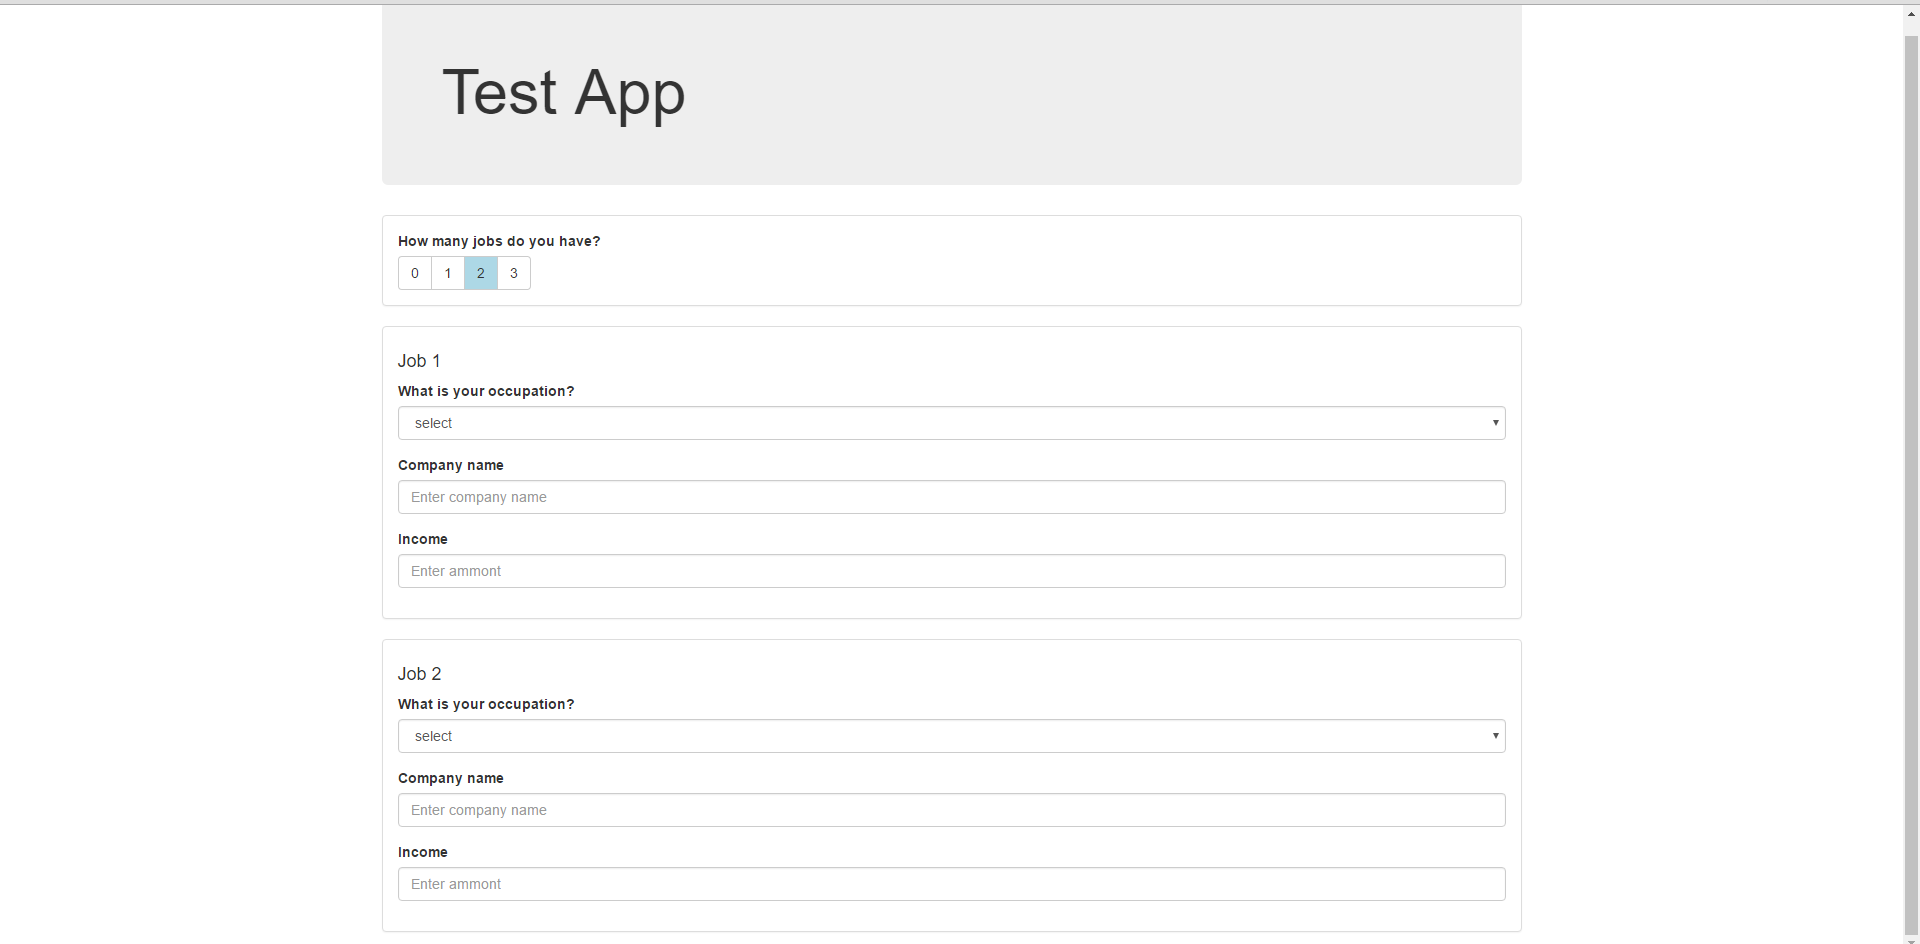 Test App
How many jobs do you have?
0 1 2 3
Job 1
What is your occupation?
select
Company name
Enter company name
Income
Enter ammont
Job 2
What is your occupation?
select
Company name
Enter company name
Income
Enter ammont